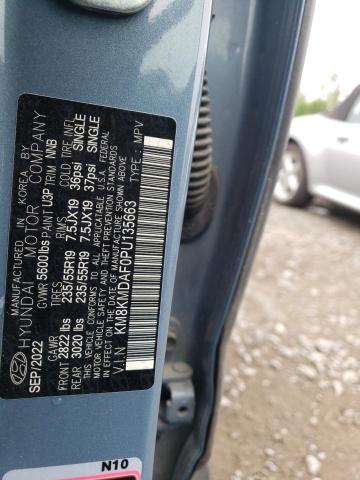 MANUFACTURED IN KOREA BY
HYUNDAI MOTOR COMPANY
SEP/2022 GVWR 5600lbs PAINT U3P TRIM NNB
GAWR TIRES RIMS COLD TIRE INFL.
FRONT 2822 lbs 235/55R19 7.5JX19 36psi SINGLE
REAR 3020 lbs 235/55R19 7.5JX19 37psi SINGLE
THIS VEHICLE CONFORMS TO ALL APPLICABLE U.S.A. FEDERAL
MOTOR VEHICLE SAFETY AND THEFT PREVENTION STANDARDS
IN EFFECT ON THE DATE OF MANUFACTURE SHOWN ABOVE.
V.I.N: KM8KMDAF0PU135663 TYPE: MPV
N10